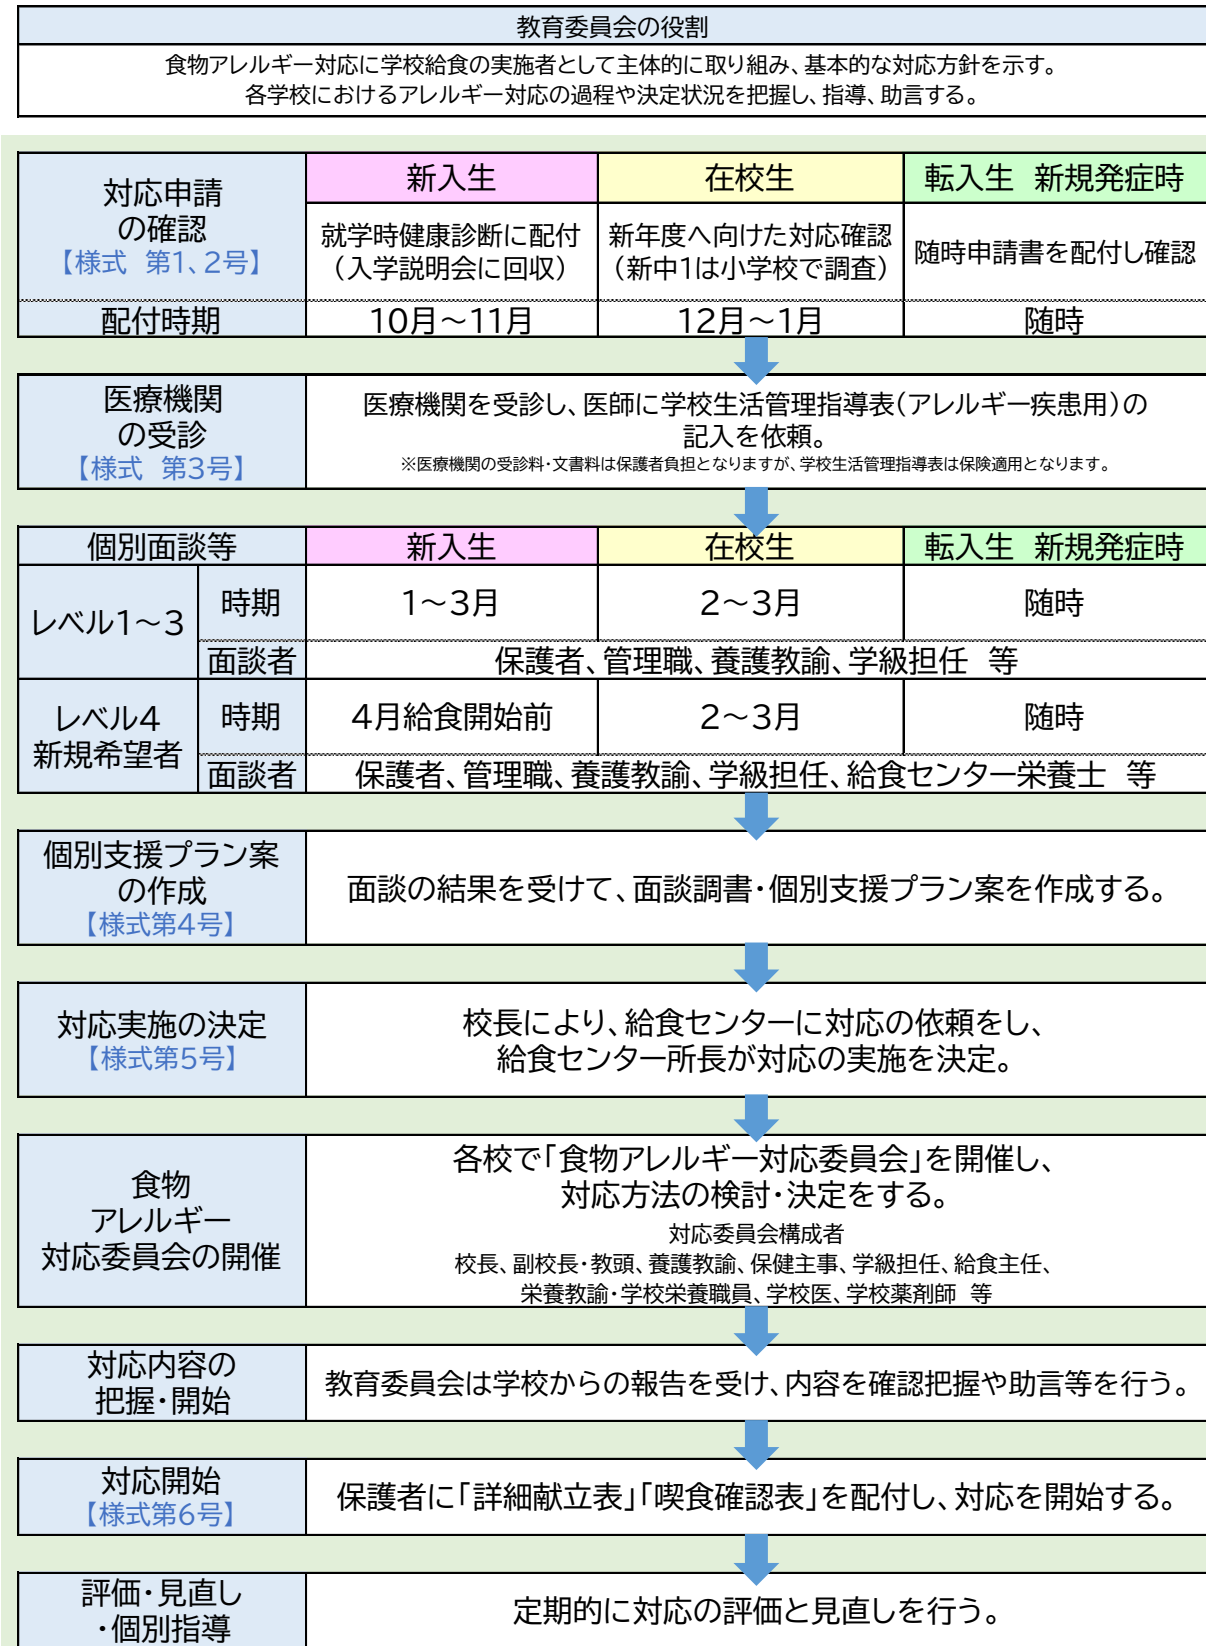 教育委員会の役割
食物アレルギー対応に学校給食の実施者として主体的に取り組み、基本的な対応方針を示す。
各学校におけるアレルギー対応の過程や決定状況を把握し、指導、助言する。
対応申請
の確認
【様式 第1、2号】
新入生
在校生
転入生 新規発症時
就学時健康診断に配付
(入学説明会に回収)
新年度へ向けた対応確認
(新中1は小学校で調査)
随時申請書を配付し確認
配付時期
10月~11月
12月~1月
随時
医療機関
の受診
【様式 第3号】
医療機関を受診し、医師に学校生活管理指導表(アレルギー疾患用)の
記入を依頼。
※医療機関の受診料・文書料は保護者負担となりますが、学校生活管理指導表は保険適用となります。
個別面談等
新入生
在校生
転入生 新規発症時
レベル1~3
時期
1~3月
2~3月
随時
面談者
保護者、管理職、養護教諭、学級担任 等
レベル4
新規希望者
時期
4月給食開始前
2~3月
随時
面談者
保護者、管理職、養護教諭、学級担任、給食センター栄養士 等
個別支援プラン案
の作成
【様式第4号】
面談の結果を受けて、面談調書・個別支援プラン案を作成する。
対応実施の決定
【様式第5号】
校長により、給食センターに対応の依頼をし、
給食センター所長が対応の実施を決定。
食物
アレルギー
対応委員会の開催
各校で「食物アレルギー対応委員会」を開催し、
対応方法の検討・決定をする。
対応委員会構成者
校長、副校長・教頭、養護教諭、保健主事、学級担任、給食主任、
栄養教諭・学校栄養職員、学校医、学校薬剤師 等
対応内容の
把握・開始
教育委員会は学校からの報告を受け、内容を確認把握や助言等を行う。
対応開始
【様式第6号】
保護者に「詳細献立表」「喫食確認表」を配付し、対応を開始する。
評価・見直し
・個別指導
定期的に対応の評価と見直しを行う。